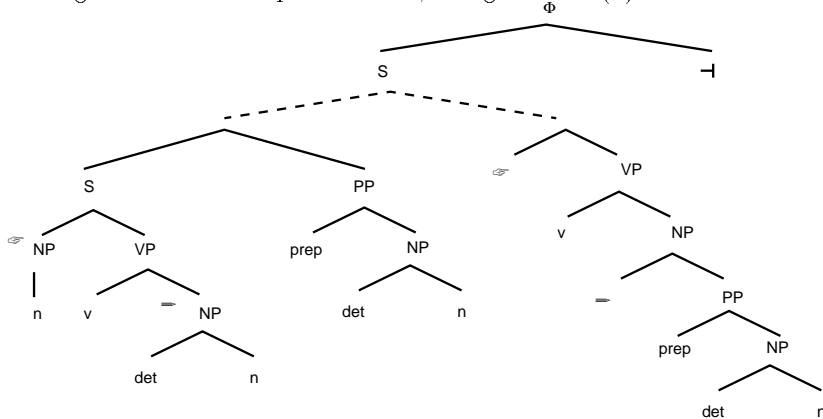 Φ
S ⊣
☞ VP
S PP
v NP
☞ NP VP prep NP
✏ PP
n v ✏ NP det n
prep NP
det n
det n